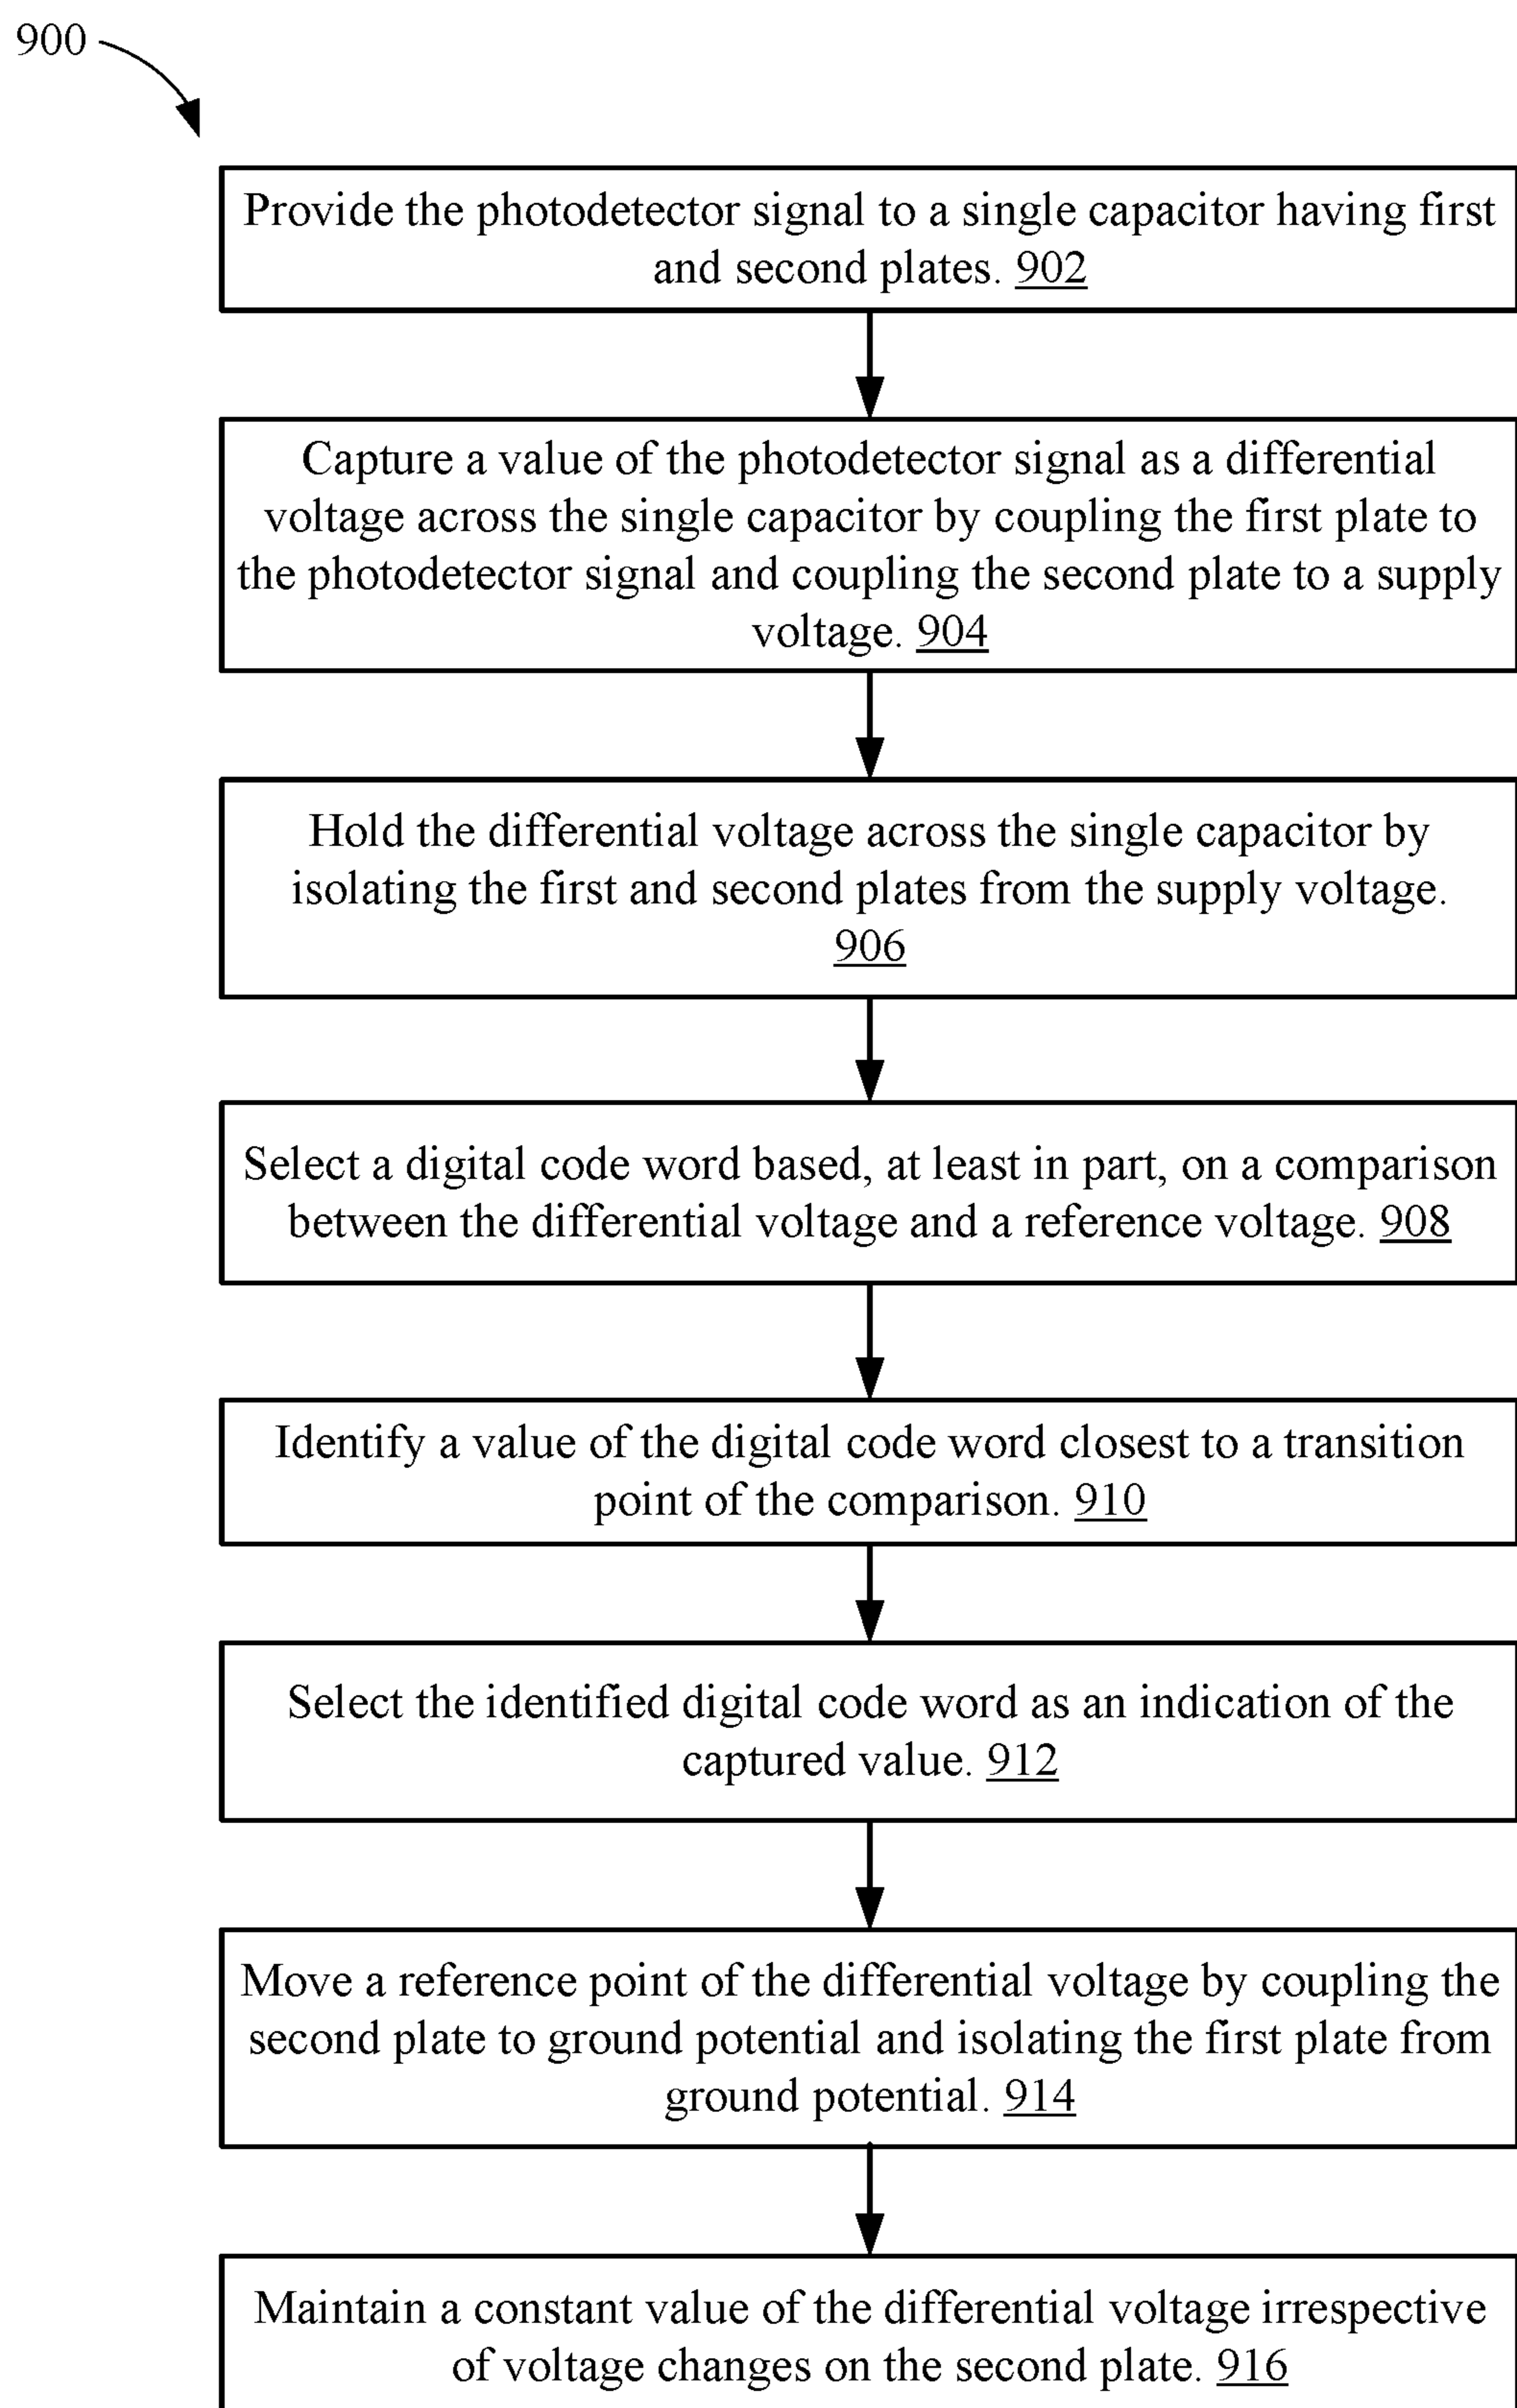 900
Provide the photodetector signal to a single capacitor having first
and second plates. 902
Capture a value of the photodetector signal as a differential
voltage across the single capacitor by coupling the first plate to
the photodetector signal and coupling the second plate to a supply
voltage. 904
Hold the differential voltage across the single capacitor by
isolating the first and second plates from the supply voltage.
906
Select a digital code word based, at least in part, on a comparison
between the differential voltage and a reference voltage. 908
Identify a value of the digital code word closest to a transition
point of the comparison. 910
Select the identified digital code word as an indication of the
captured value. 912
Move a reference point of the differential voltage by coupling the
second plate to ground potential and isolating the first plate from
ground potential. 914
Maintain a constant value of the differential voltage irrespective
of voltage changes on the second plate. 916